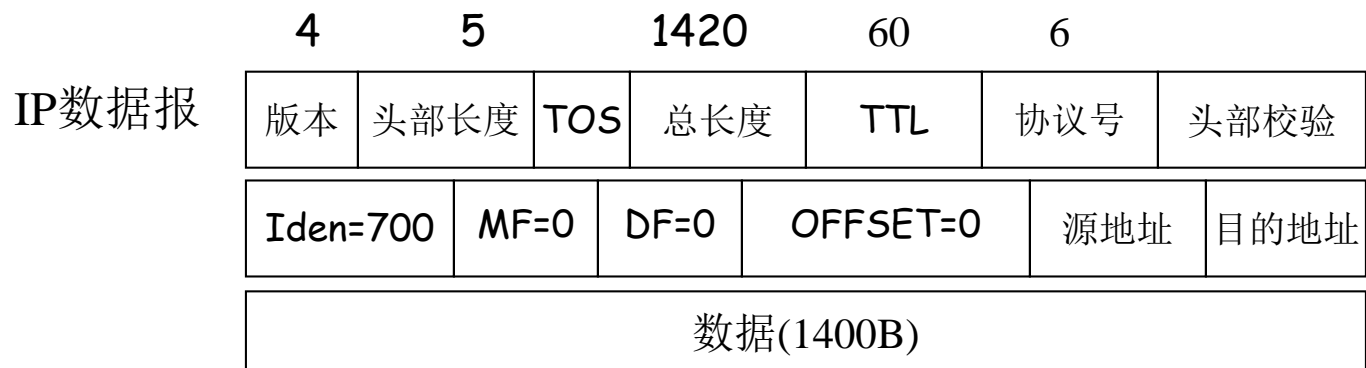 4 5 1420 60 6
IP数据报 版本 头部长度 TOS 总长度 TTL 协议号 头部校验
Iden=700 MF=0 DF=0 OFFSET=0 源地址 目的地址
数据(1400B)